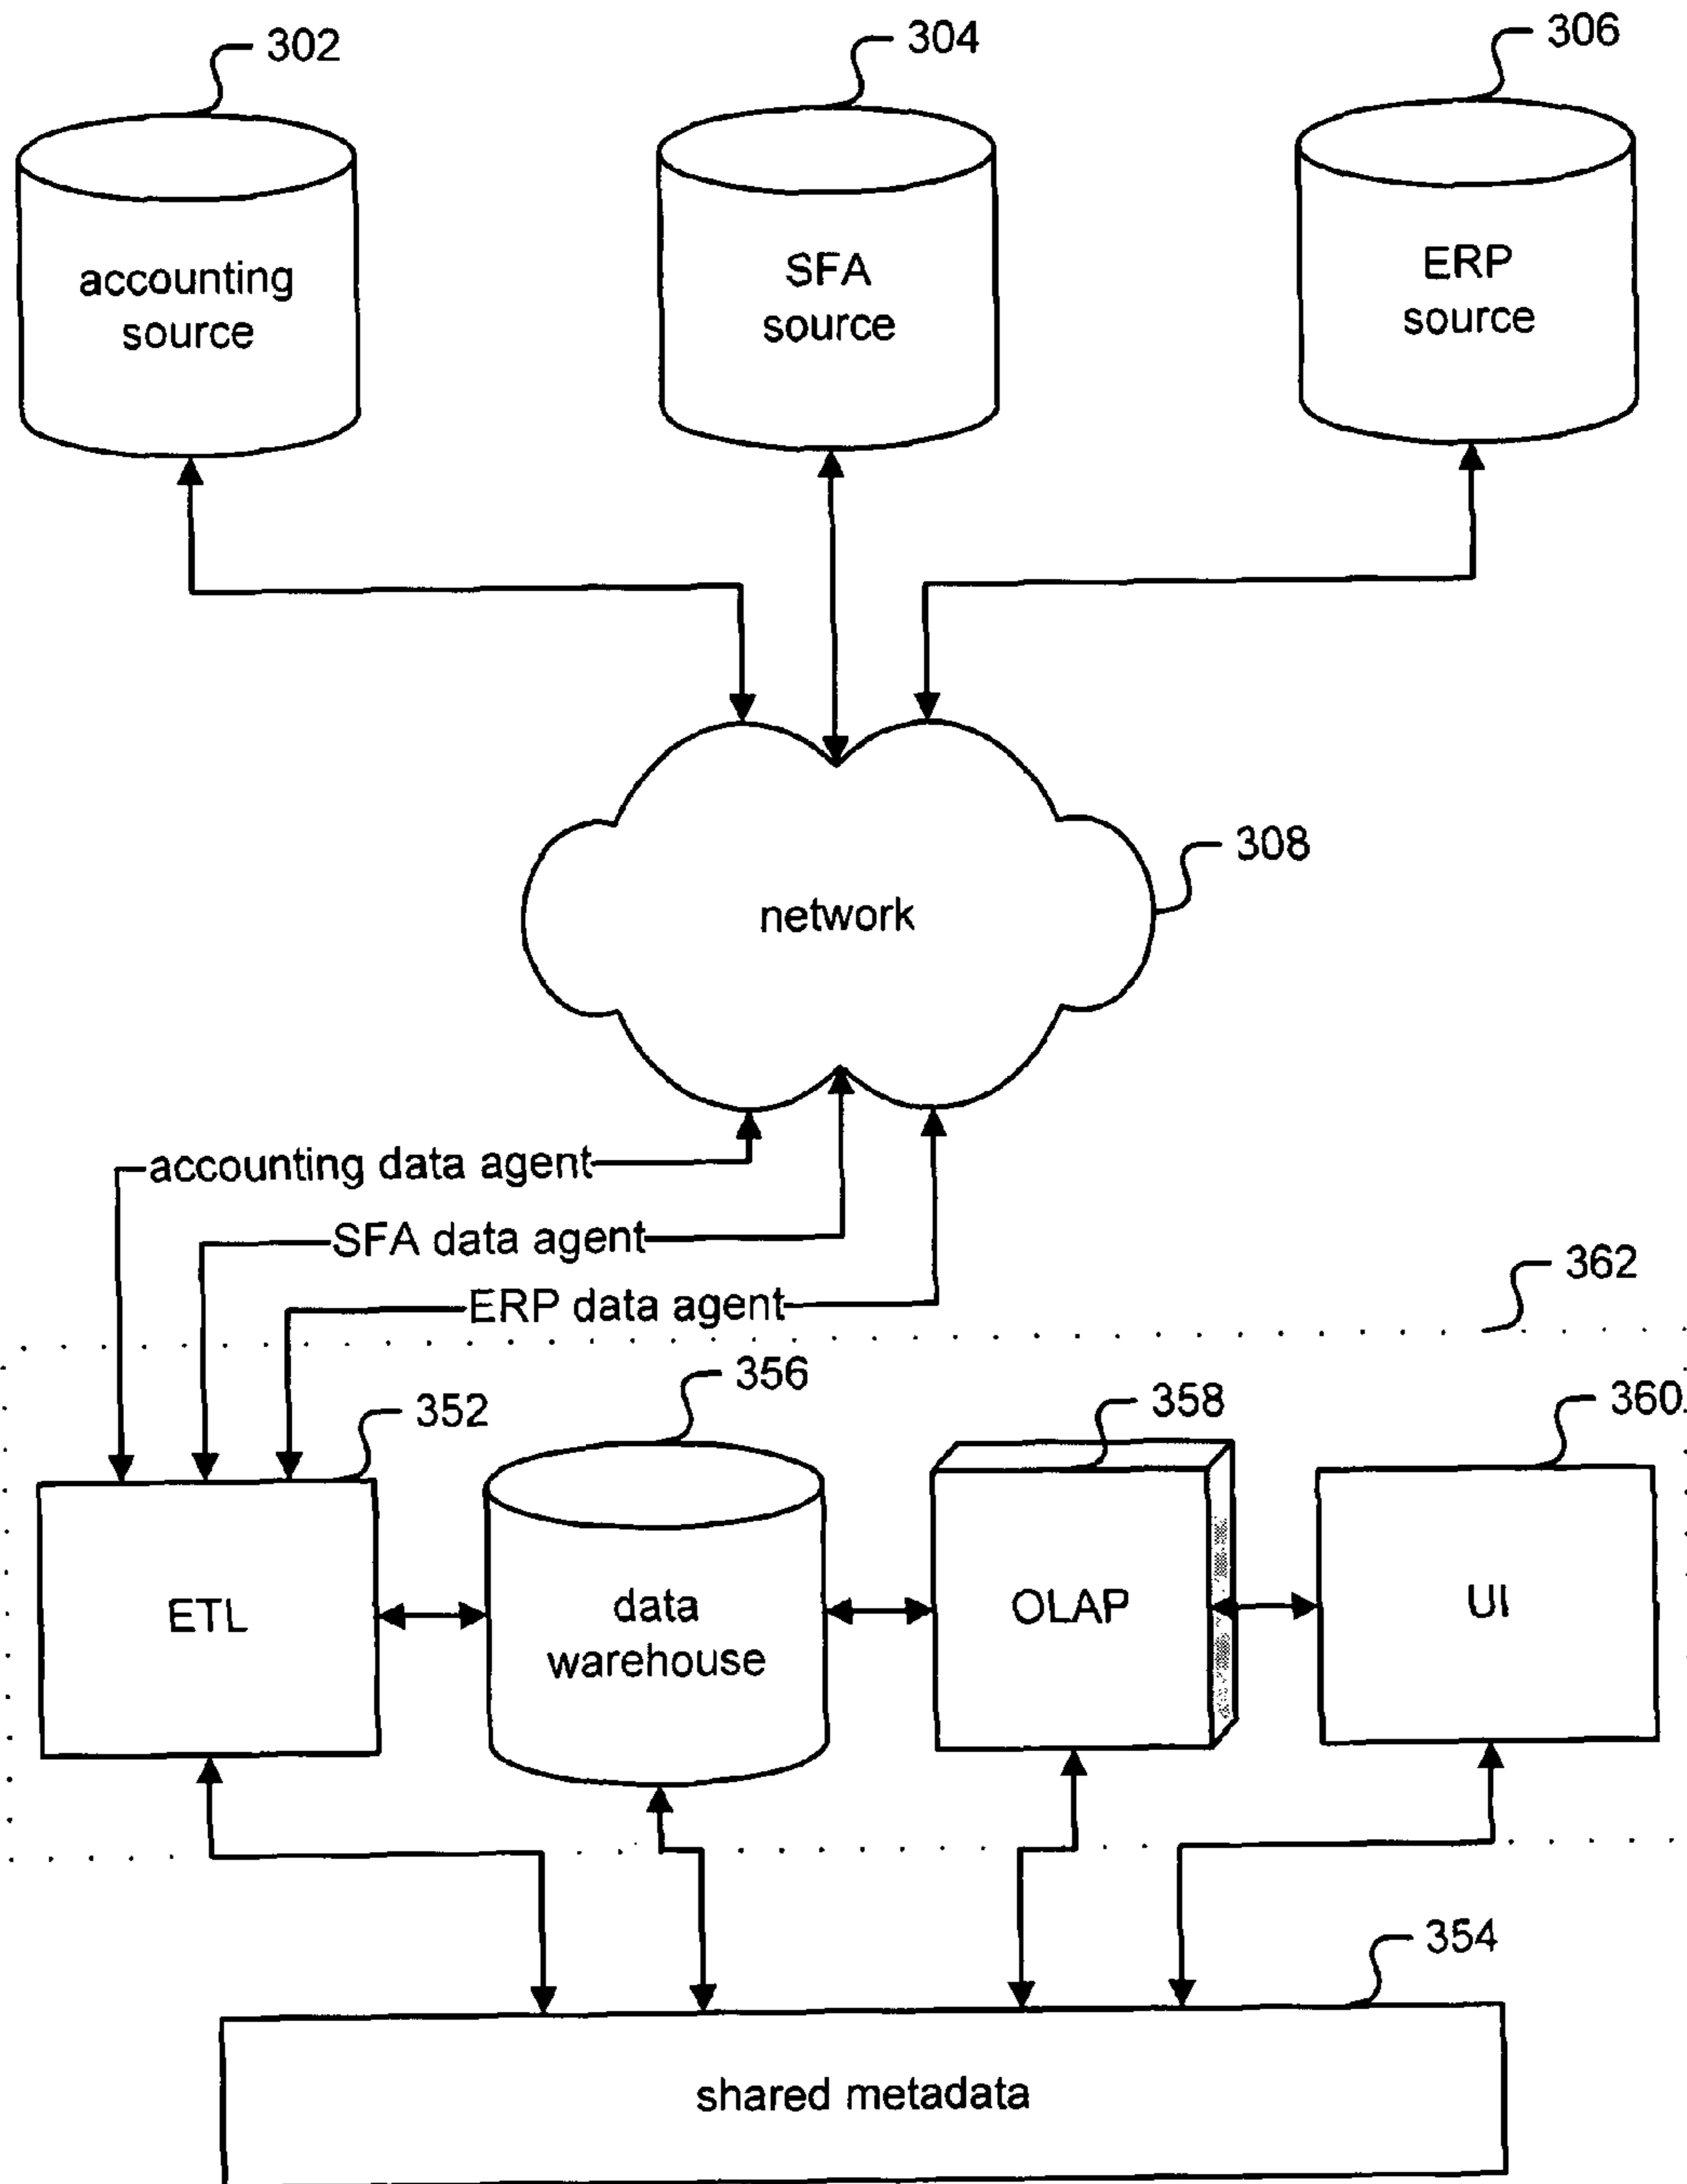 302
304
306
accounting
source
SFA
source
ERP
source
308
network
accounting data agent
SFA data agent
ERP data agent
362
356
352
358
360
ETL
data
warehouse
OLAP
UI
354
shared metadata